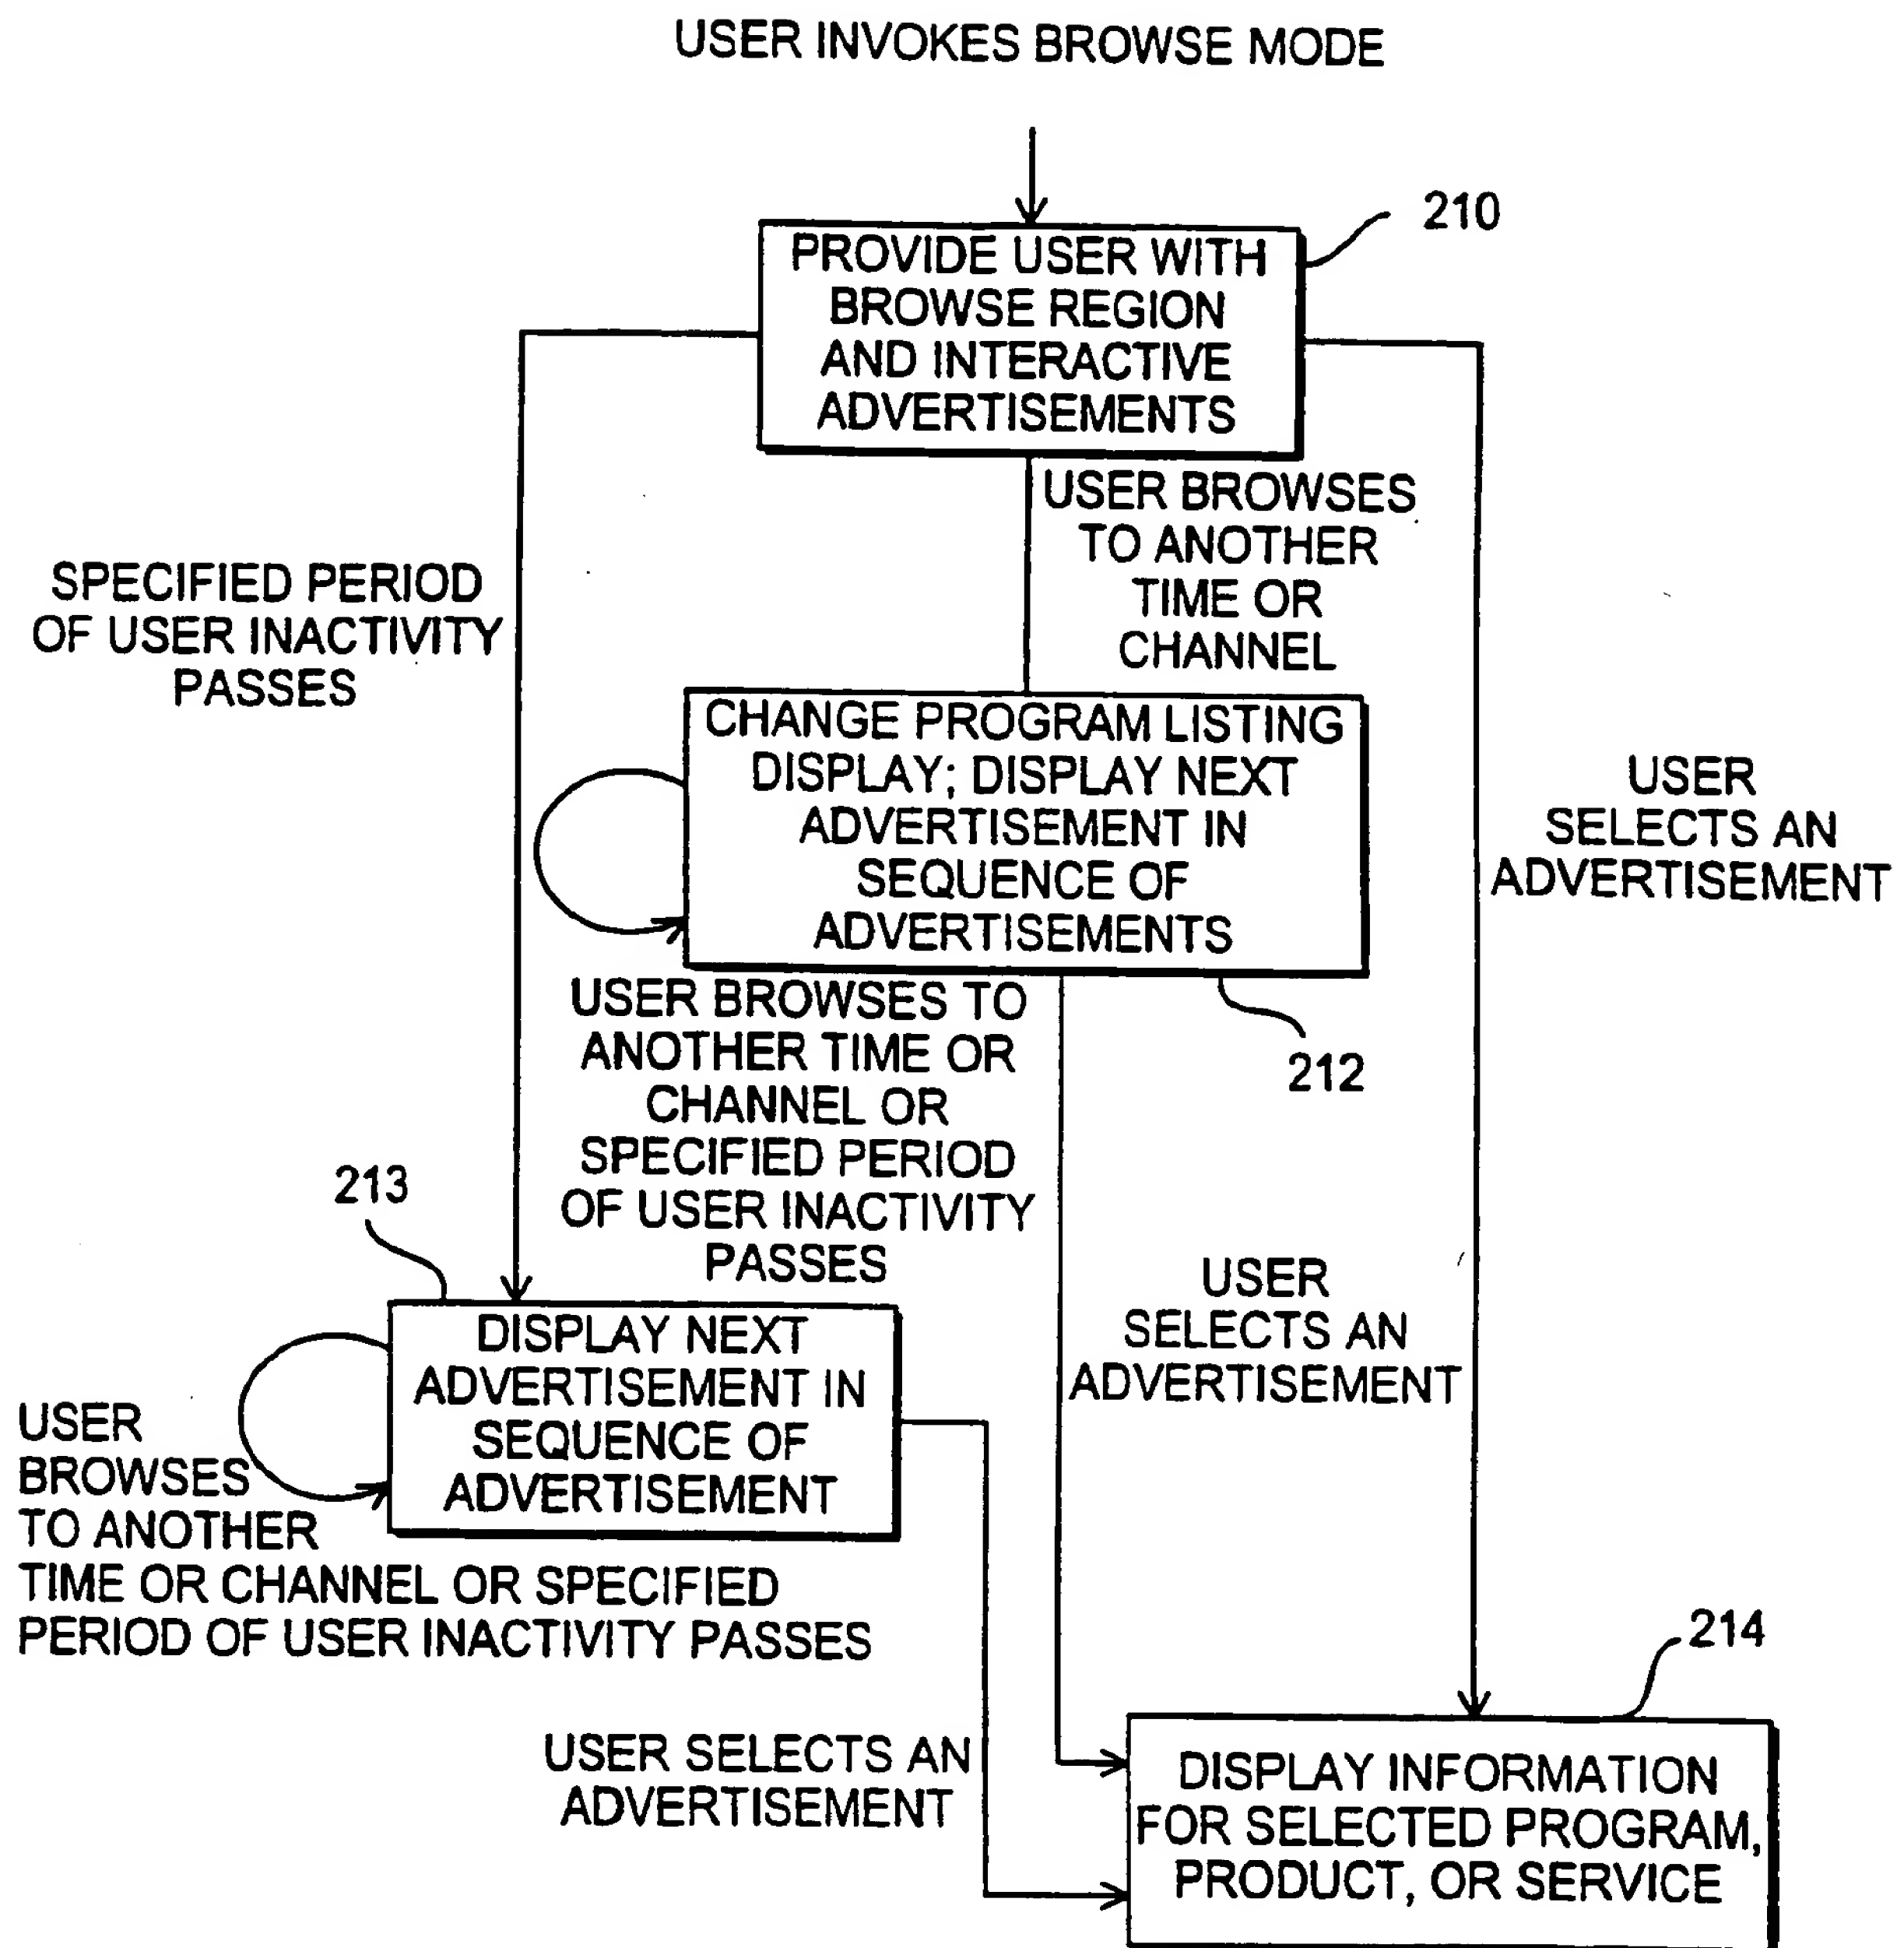 USER INVOKES BROWSE MODE
210
PROVIDE USER WITH
BROWSE REGION
AND INTERACTIVE
ADVERTISEMENTS
USER BROWSES
TO ANOTHER
TIME OR
CHANNEL
SPECIFIED PERIOD
OF USER INACTIVITY
PASSES
CHANGE PROGRAM LISTING
DISPLAY; DISPLAY NEXT
ADVERTISEMENT IN
SEQUENCE OF
ADVERTISEMENTS
USER
SELECTS AN
ADVERTISEMENT
USER BROWSES TO
ANOTHER TIME OR
CHANNEL OR
SPECIFIED PERIOD
OF USER INACTIVITY
PASSES
212
213
USER
SELECTS AN
ADVERTISEMENT
DISPLAY NEXT
ADVERTISEMENT IN
SEQUENCE OF
ADVERTISEMENT
USER
BROWSES
TO ANOTHER
TIME OR CHANNEL OR SPECIFIED
PERIOD OF USER INACTIVITY PASSES
214
USER SELECTS AN
ADVERTISEMENT
DISPLAY INFORMATION
FOR SELECTED PROGRAM,
PRODUCT, OR SERVICE